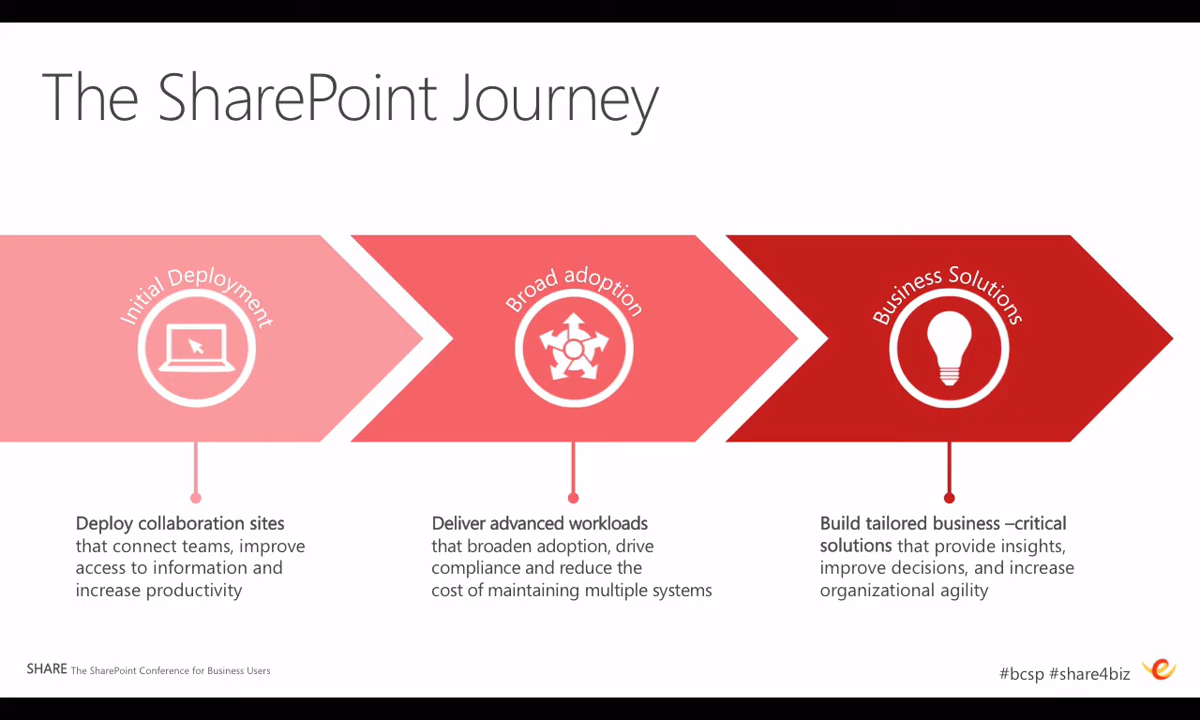 The SharePoint Journey
Initial Deployment
Broad adoption
Business Solutions
Deploy collaboration sites
that connect teams, improve
access to information and
increase productivity
Deliver advanced workloads
that broaden adoption, drive
compliance and reduce the
cost of maintaining multiple systems
Build tailored business –critical
solutions that provide insights,
improve decisions, and increase
organizational agility
SHARE The SharePoint Conference for Business Users
#bcsp #share4biz